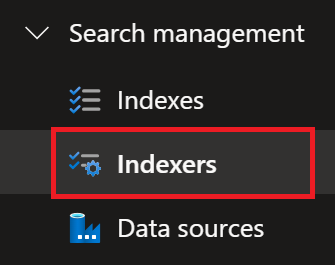 Search management
Indexes
Indexers
Data sources